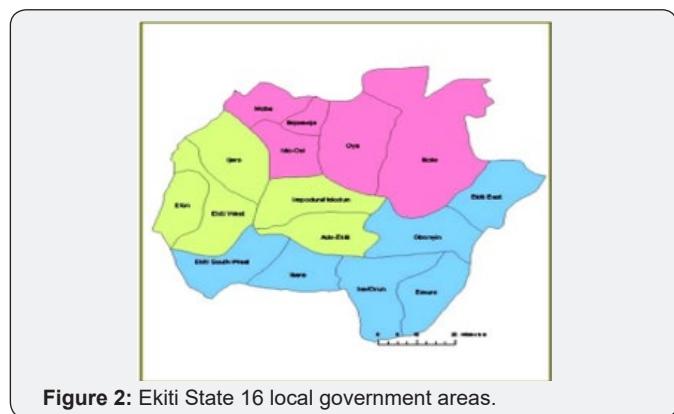 Moba
Ilejemeje
Ido-Osi
Oye
Ikole
Ijero
Ekiti East
Efon
Ekiti West
Irepodun/Ifelodun
Ado-Ekiti
Gbonyin
Ekiti South-West
Ikere
Ise/Orun
Emure
Figure 2: Ekiti State 16 local government areas.